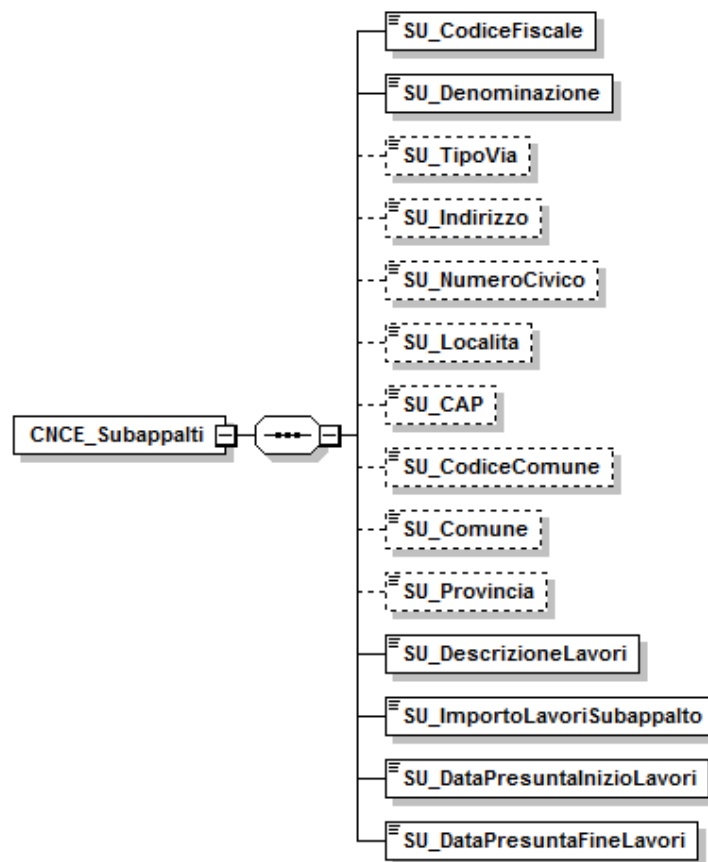 SU_CodiceFiscale
SU_Denominazione
SU_TipoVia
SU_Indirizzo
SU_NumeroCivico
SU_Localita
SU_CAP
CNCE_Subappalti
SU_CodiceComune
SU_Comune
SU_Provincia
SU_DescrizioneLavori
SU_ImportoLavoriSubappalto
SU_DataPresuntaInizioLavori
SU_DataPresuntaFineLavori